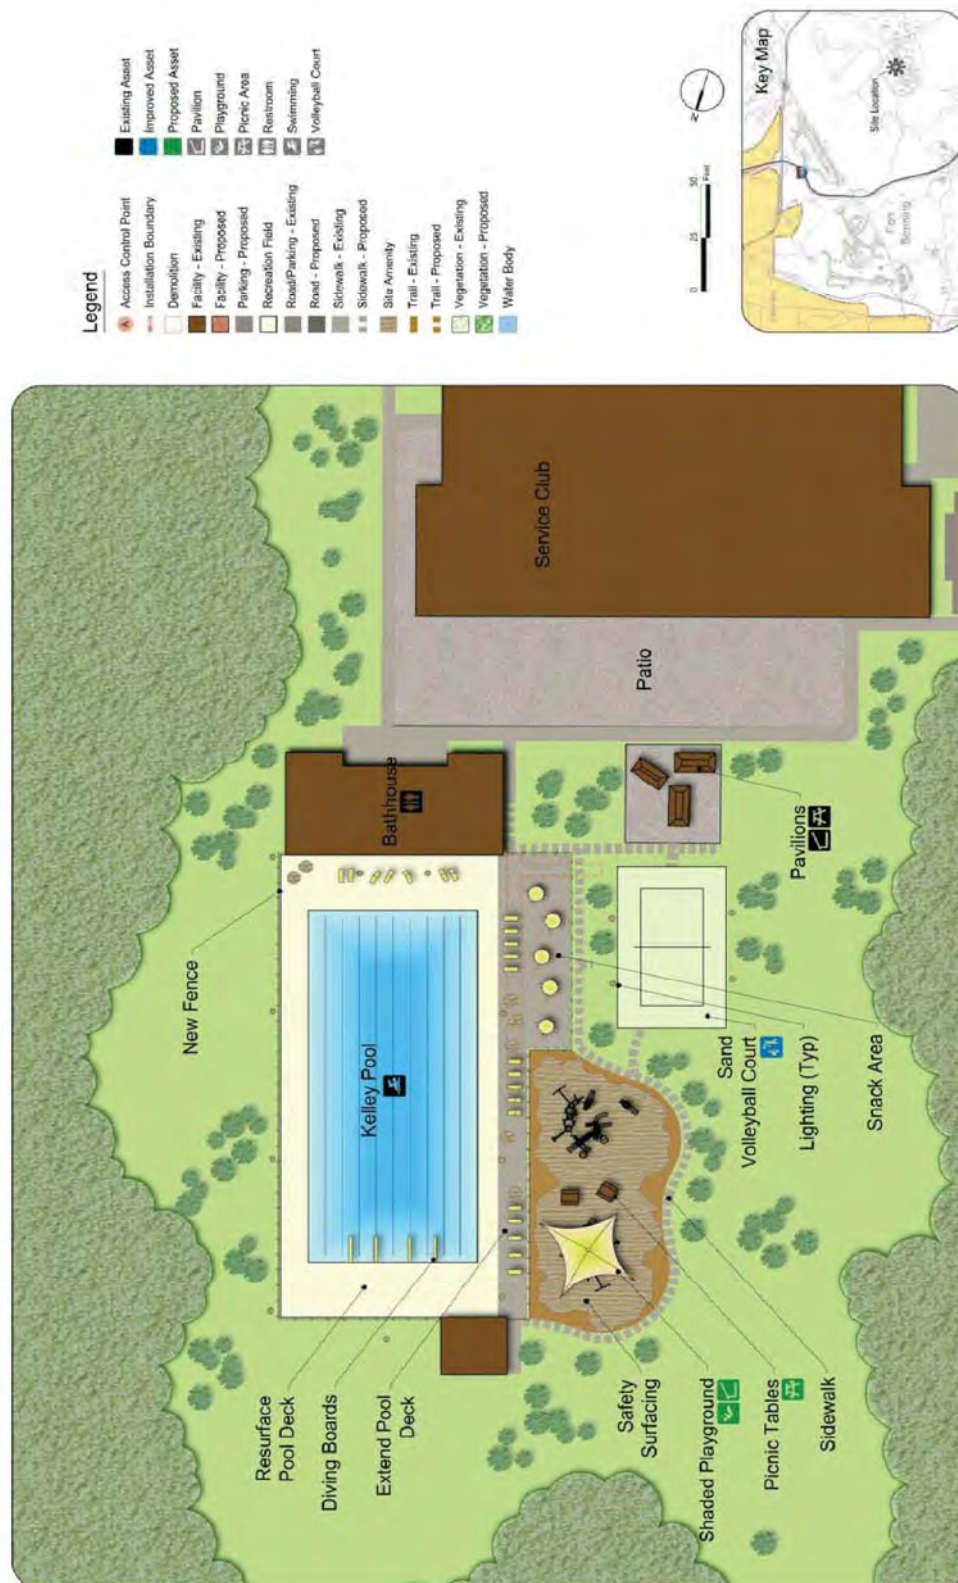 Legend
Access Control Point
Installation Boundary
Demolition
Facility - Existing
Facility - Proposed
Parking - Proposed
Recreation Field
Road/Parking - Existing
Road - Proposed
Sidewalk - Existing
Sidewalk - Proposed
Site Amenity
Trail - Existing
Trail - Proposed
Vegetation - Existing
Vegetation - Proposed
Water Body
Existing Asset
Improved Asset
Proposed Asset
Pavilion
Playground
Picnic Area
Restroom
Swimming
Volleyball Court
0
25
50
Feet
N
Key Map
Site Location
Fort
Benning
Resurface
Pool Deck
Diving Boards
Extend Pool
Deck
New Fence
Kelley Pool
Bathhouse
Service Club
Patio
Pavilions
Safety
Surfacing
Shaded Playground
Picnic Tables
Sidewalk
Sand
Volleyball Court
Lighting (Typ)
Snack Area